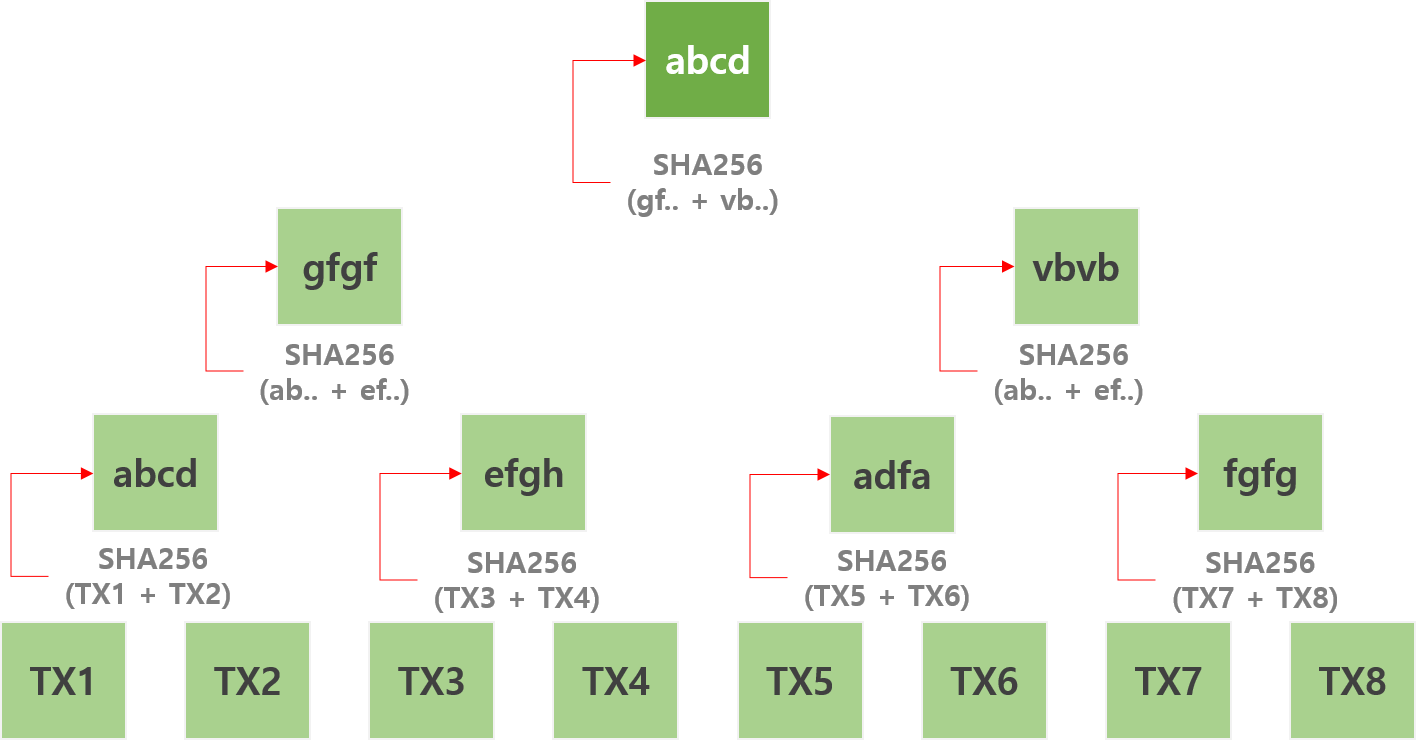 abcd
SHA256
(gf.. + vb..)
gfgf
vbvb
SHA256
(ab.. + ef..)
SHA256
(ab.. + ef..)
abcd
efgh
adfa
fgfg
SHA256
(TX1 + TX2)
SHA256
(TX3 + TX4)
SHA256
(TX5 + TX6)
SHA256
(TX7 + TX8)
TX1
TX2
TX3
TX4
TX5
TX6
TX7
TX8